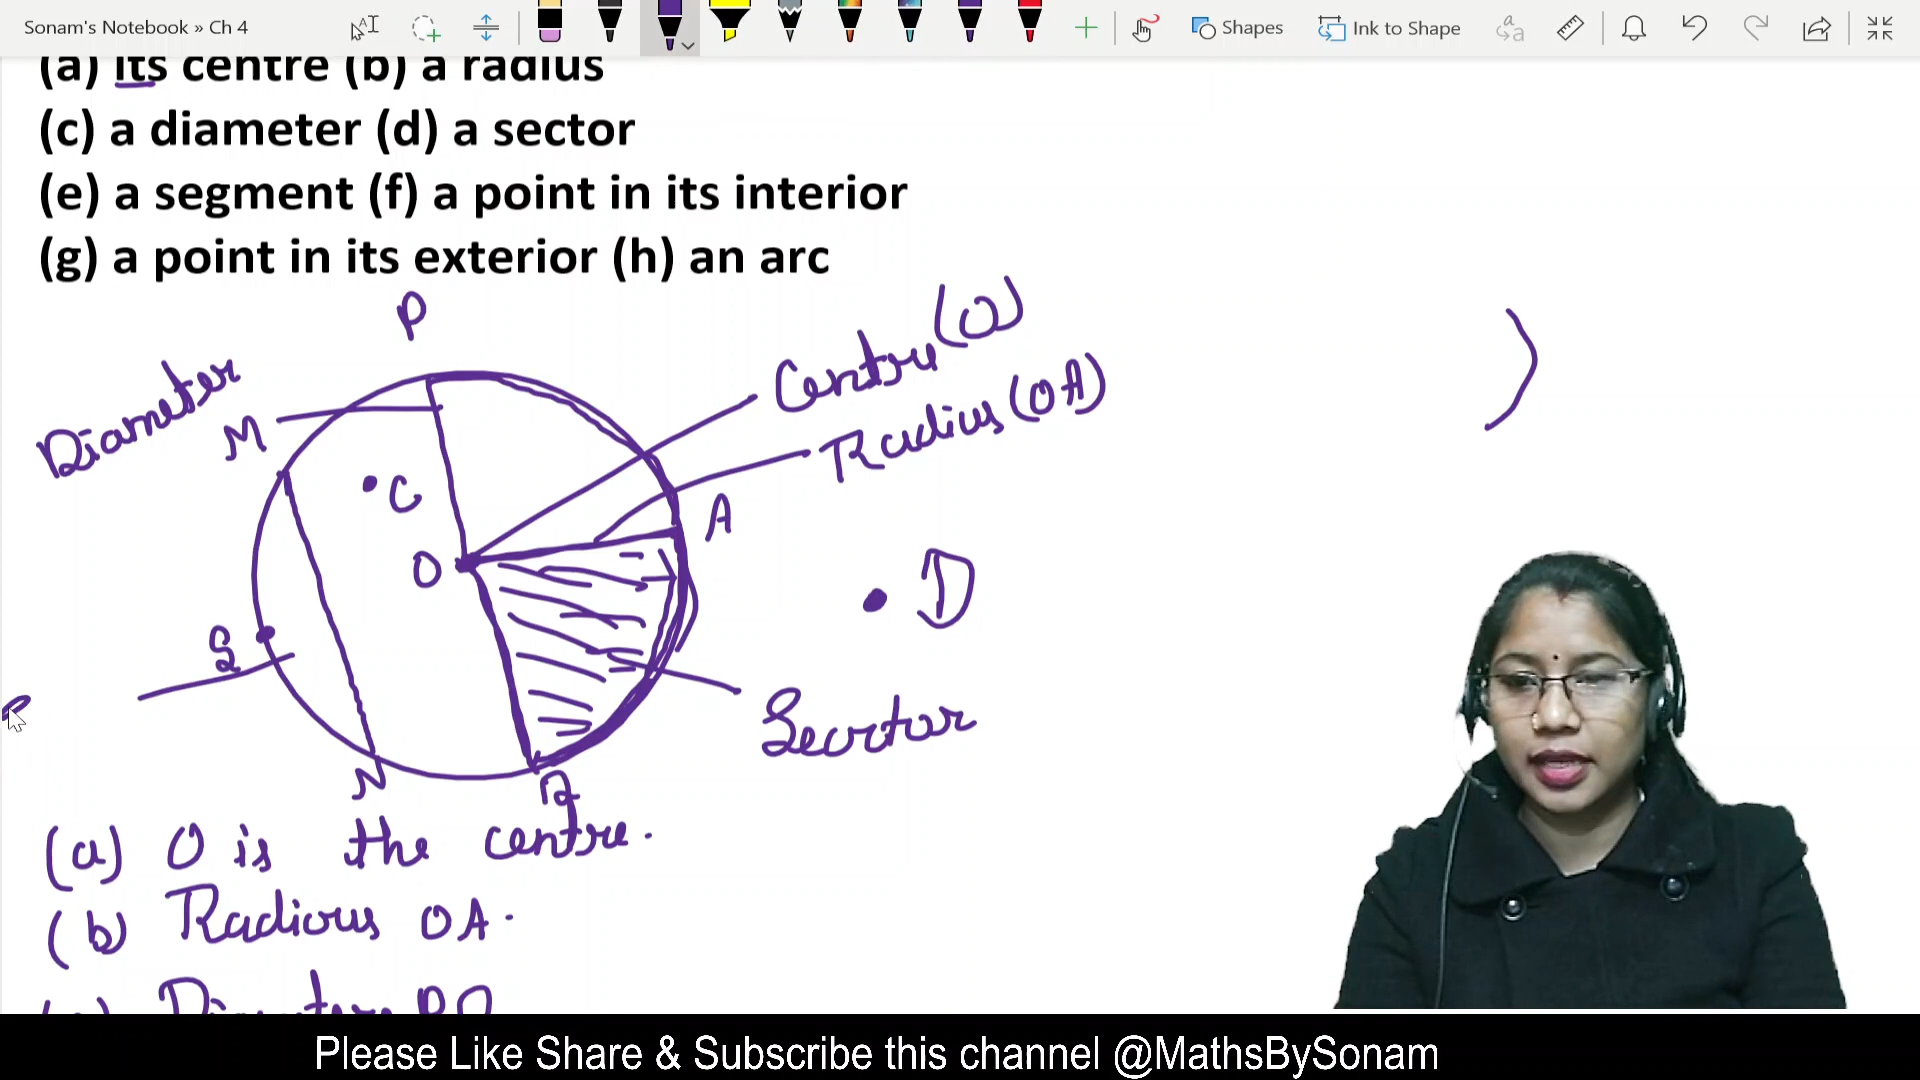 Sonam's Notebook » Ch 4
Shapes
Ink to Shape
(a) its centre (b) a radius
(c) a diameter (d) a sector
(e) a segment (f) a point in its interior
(g) a point in its exterior (h) an arc
P
Centre (O)
Diameter
Radius (OA)
M
C
A
O
D
S
Sectror
N
(a) O is the centre.
(b) Radious OA.
Please Like Share & Subscribe this channel @MathsBySonam